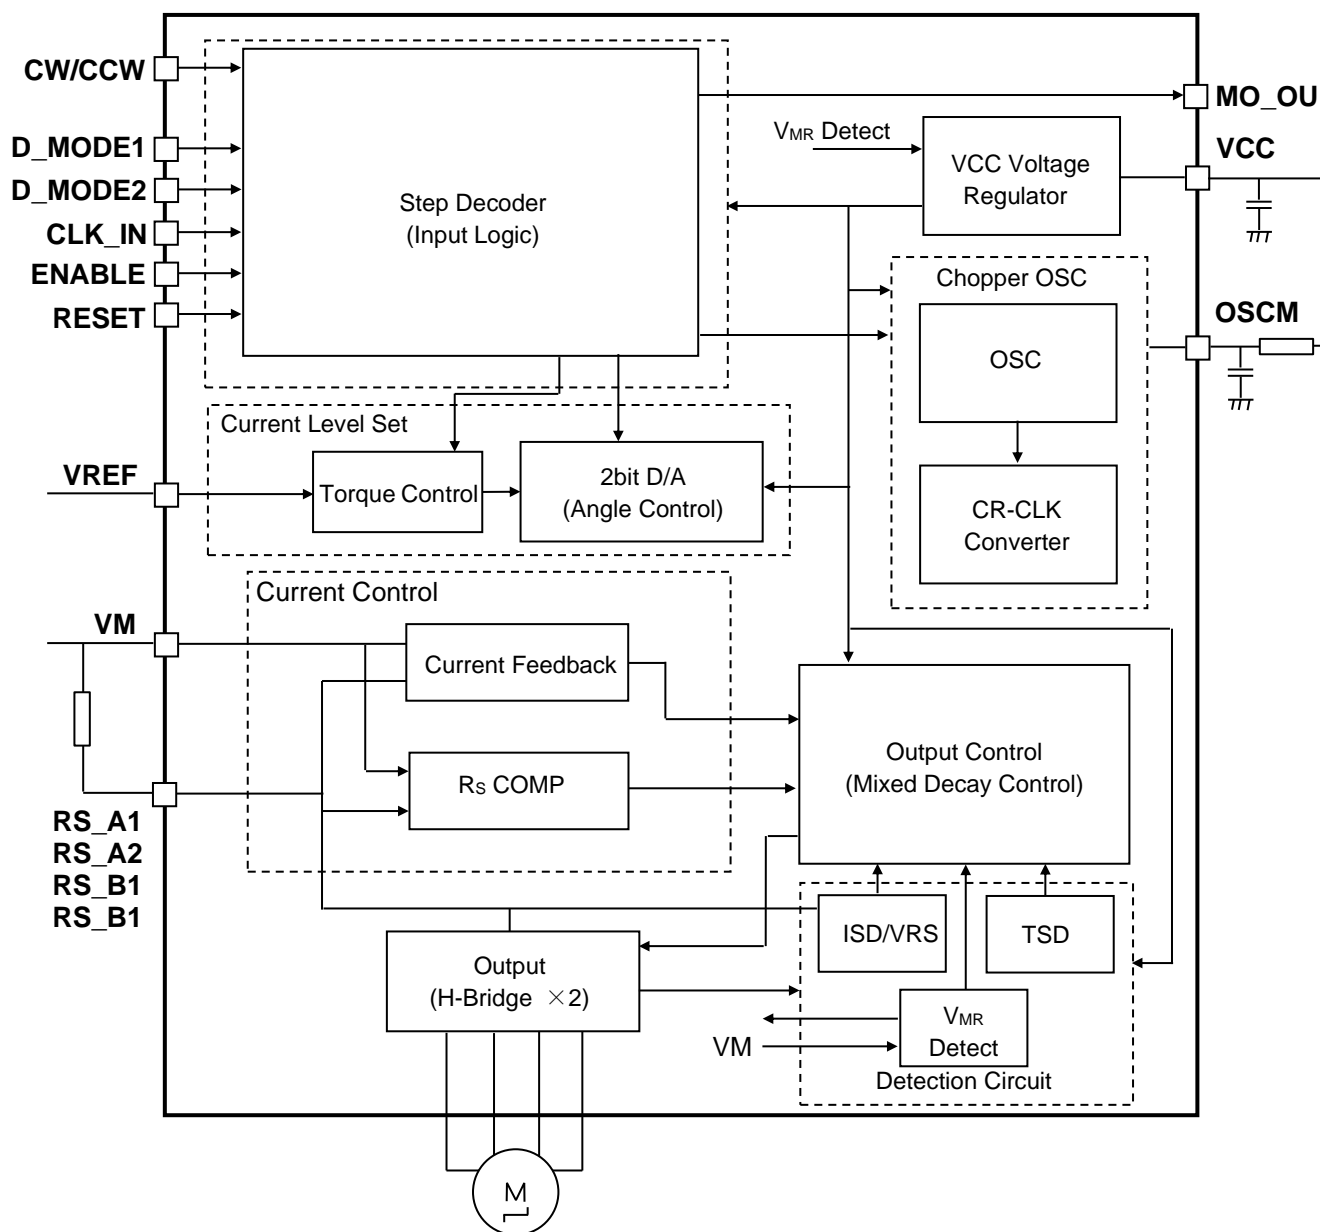 CW/CCW
D_MODE1
D_MODE2
CLK_IN
ENABLE
RESET
Step Decoder
(Input Logic)
MO_OU
VMR Detect
VCC Voltage
Regulator
VCC
Chopper OSC
OSC
CR-CLK
Converter
OSCM
Current Level Set
VREF
Torque Control
2bit D/A
(Angle Control)
Current Control
VM
Current Feedback
RS COMP
Output Control
(Mixed Decay Control)
RS_A1
RS_A2
RS_B1
RS_B1
ISD/VRS
TSD
Output
(H-Bridge ×2)
VM
VMR
Detect
Detection Circuit
M